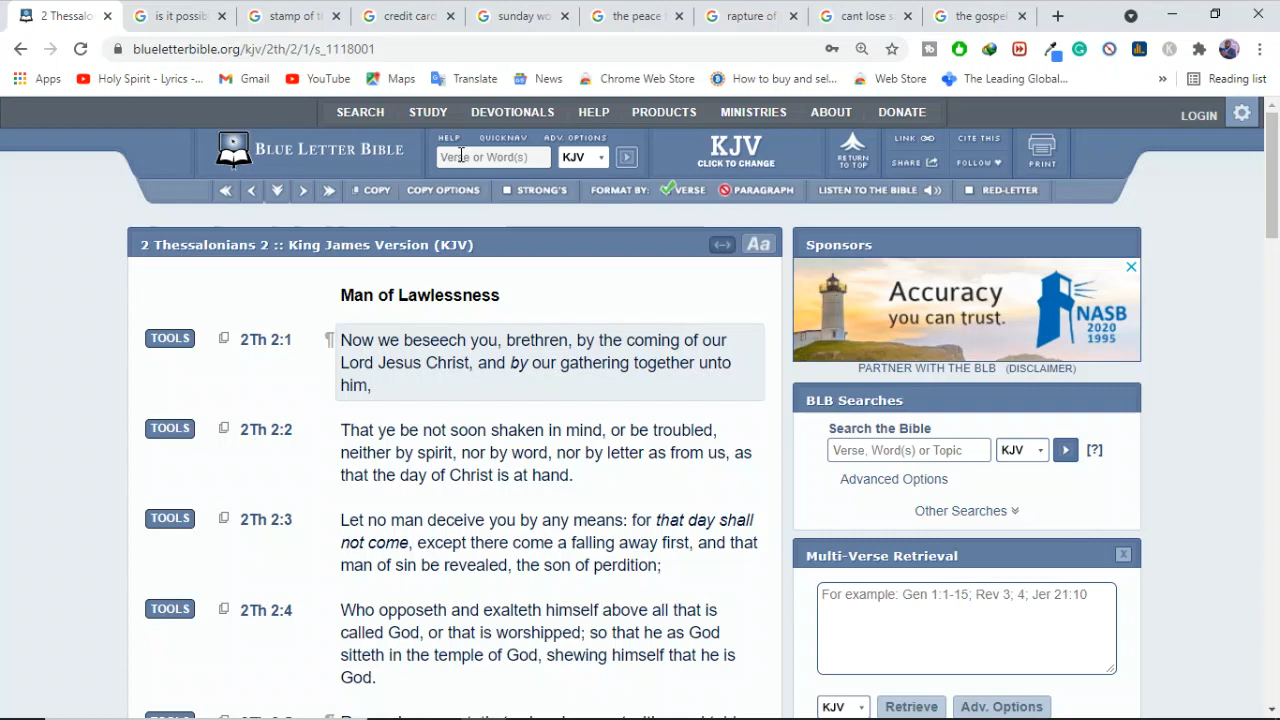 2 Thessalo
is it possib
stamp of th
credit card
sunday wo
the peace
rapture of
cant lose s
the gospel
blueletterbible.org/kjv/2th/2/1/s_1118001
Apps
Holy Spirit - Lyrics -...
Gmail
YouTube
Maps
Translate
News
Chrome Web Store
How to buy and sel...
Web Store
The Leading Global...
»
Reading list
SEARCH STUDY DEVOTIONALS HELP PRODUCTS MINISTRIES ABOUT DONATE
LOGIN
HELP QUICKNAV ADV. OPTIONS
BLUE LETTER BIBLE
Verse or Word(s)
KJV
KJV
CLICK TO CHANGE
RETURN
TO TOP
LINK
SHARE
CITE THIS
FOLLOW
PRINT
COPY COPY OPTIONS STRONG'S FORMAT BY: VERSE PARAGRAPH LISTEN TO THE BIBLE RED-LETTER
2 Thessalonians 2 :: King James Version (KJV)
Aa
Man of Lawlessness
TOOLS 2Th 2:1 ¶ Now we beseech you, brethren, by the coming of our
Lord Jesus Christ, and by our gathering together unto
him,
TOOLS 2Th 2:2 That ye be not soon shaken in mind, or be troubled,
neither by spirit, nor by word, nor by letter as from us, as
that the day of Christ is at hand.
TOOLS 2Th 2:3 Let no man deceive you by any means: for that day shall
not come, except there come a falling away first, and that
man of sin be revealed, the son of perdition;
TOOLS 2Th 2:4 Who opposeth and exalteth himself above all that is
called God, or that is worshipped; so that he as God
sitteth in the temple of God, shewing himself that he is
God.
Sponsors
Accuracy
you can trust.
NASB
2020
1995
PARTNER WITH THE BLB (DISCLAIMER)
BLB Searches
Search the Bible
Verse, Word(s) or Topic KJV [?]
Advanced Options
Other Searches
Multi-Verse Retrieval X
For example: Gen 1:1-15; Rev 3; 4; Jer 21:10
KJV Retrieve Adv. Options